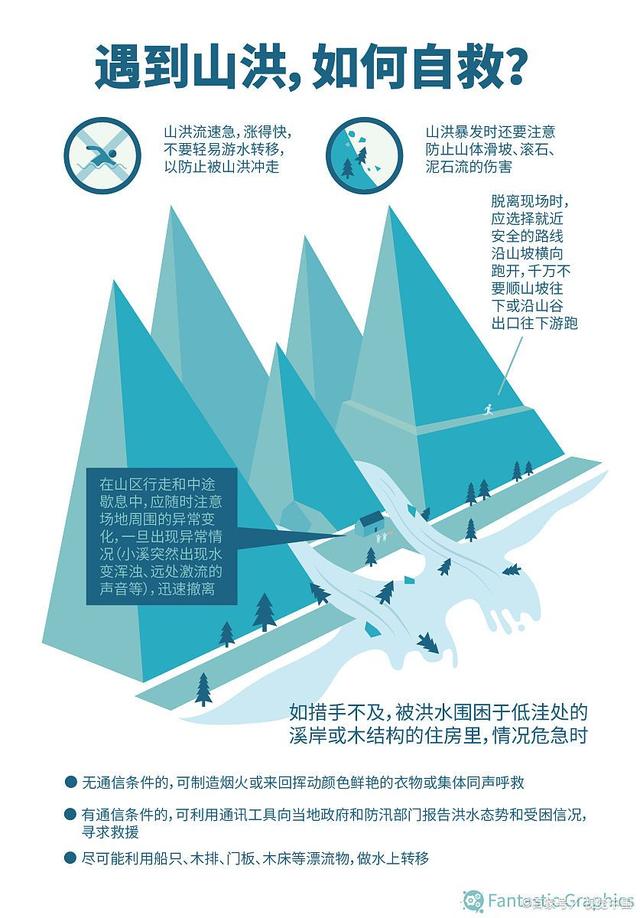 遇到山洪，如何自救？
山洪流速急，涨得快，
不要轻易游水转移，
以防止被山洪冲走
山洪暴发时还要注意
防止山体滑坡、滚石、
泥石流的伤害
脱离现场时，
应选择就近
安全的路线
沿山坡横向
跑开，千万不
要顺山坡往
下或沿山谷
出口往下游跑
在山区行走和中途
歇息中，应随时注意
场地周围的异常变
化，一旦出现异常情
况（小溪突然出现水
变浑浊、远处激流的
声音等），迅速撤离
如措手不及，被洪水围困于低洼处的
溪岸或木结构的住房里，情况危急时
● 无通信条件的，可制造烟火或来回挥动颜色鲜艳的衣物或集体同声呼救
● 有通信条件的，可利用通讯工具向当地政府和防汛部门报告洪水态势和受困信况，
寻求救援
● 尽可能利用船只、木排、门板、木床等漂流物，做水上转移
Fantastic Graphics